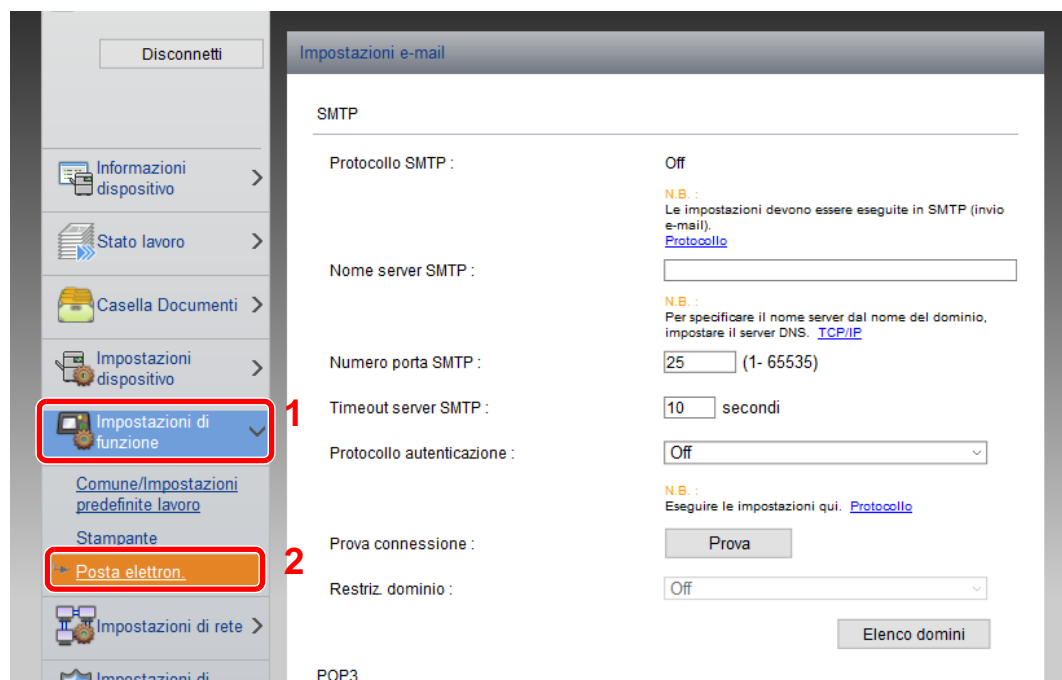 Disconnetti
Informazioni
dispositivo
Stato lavoro
Casella Documenti
Impostazioni
dispositivo
Impostazioni di
funzione
1
Comune/Impostazioni
predefinite lavoro
Stampante
Posta elettron.
2
Impostazioni di rete
Impostazioni di
Impostazioni e-mail
SMTP
Protocollo SMTP :
Off
N.B. :
Le impostazioni devono essere eseguite in SMTP (invio
e-mail).
Protocollo
Nome server SMTP :
N.B. :
Per specificare il nome server dal nome del dominio,
impostare il server DNS. TCP/IP
Numero porta SMTP :
25 (1- 65535)
Timeout server SMTP :
10 secondi
Protocollo autenticazione :
Off
N.B. :
Eseguire le impostazioni qui. Protocollo
Prova connessione :
Prova
Restriz. dominio :
Off
Elenco domini
POP3